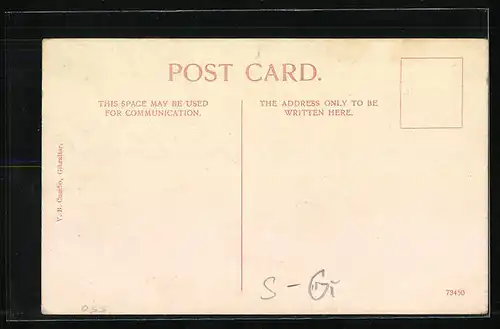 POST CARD.
THIS SPACE MAY BE USED
FOR COMMUNICATION.
THE ADDRESS ONLY TO BE
WRITTEN HERE.
V. B. Cumbo, Gibraltar.
S - Gi
73450